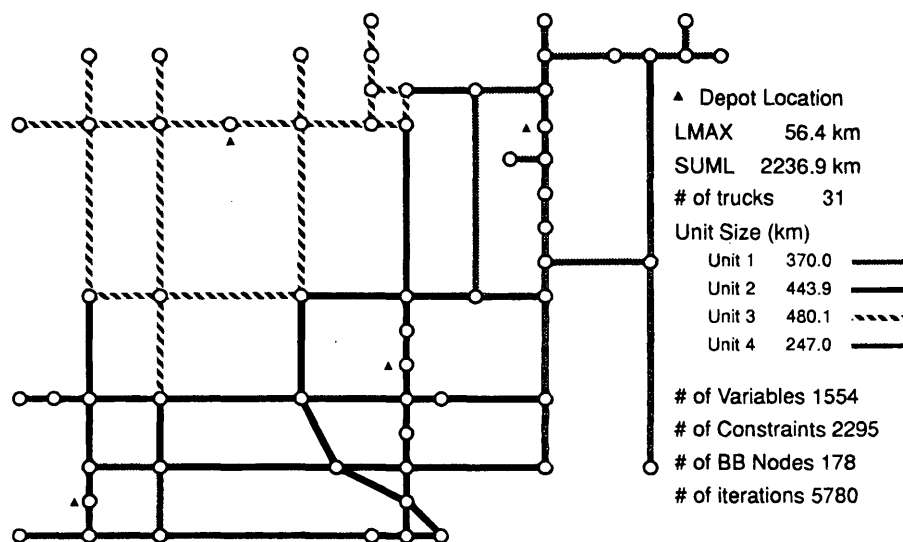 ▲ Depot Location
LMAX 56.4 km
SUML 2236.9 km
# of trucks 31
Unit Size (km)
Unit 1 370.0
Unit 2 443.9
Unit 3 480.1
Unit 4 247.0
# of Variables 1554
# of Constraints 2295
# of BB Nodes 178
# of iterations 5780